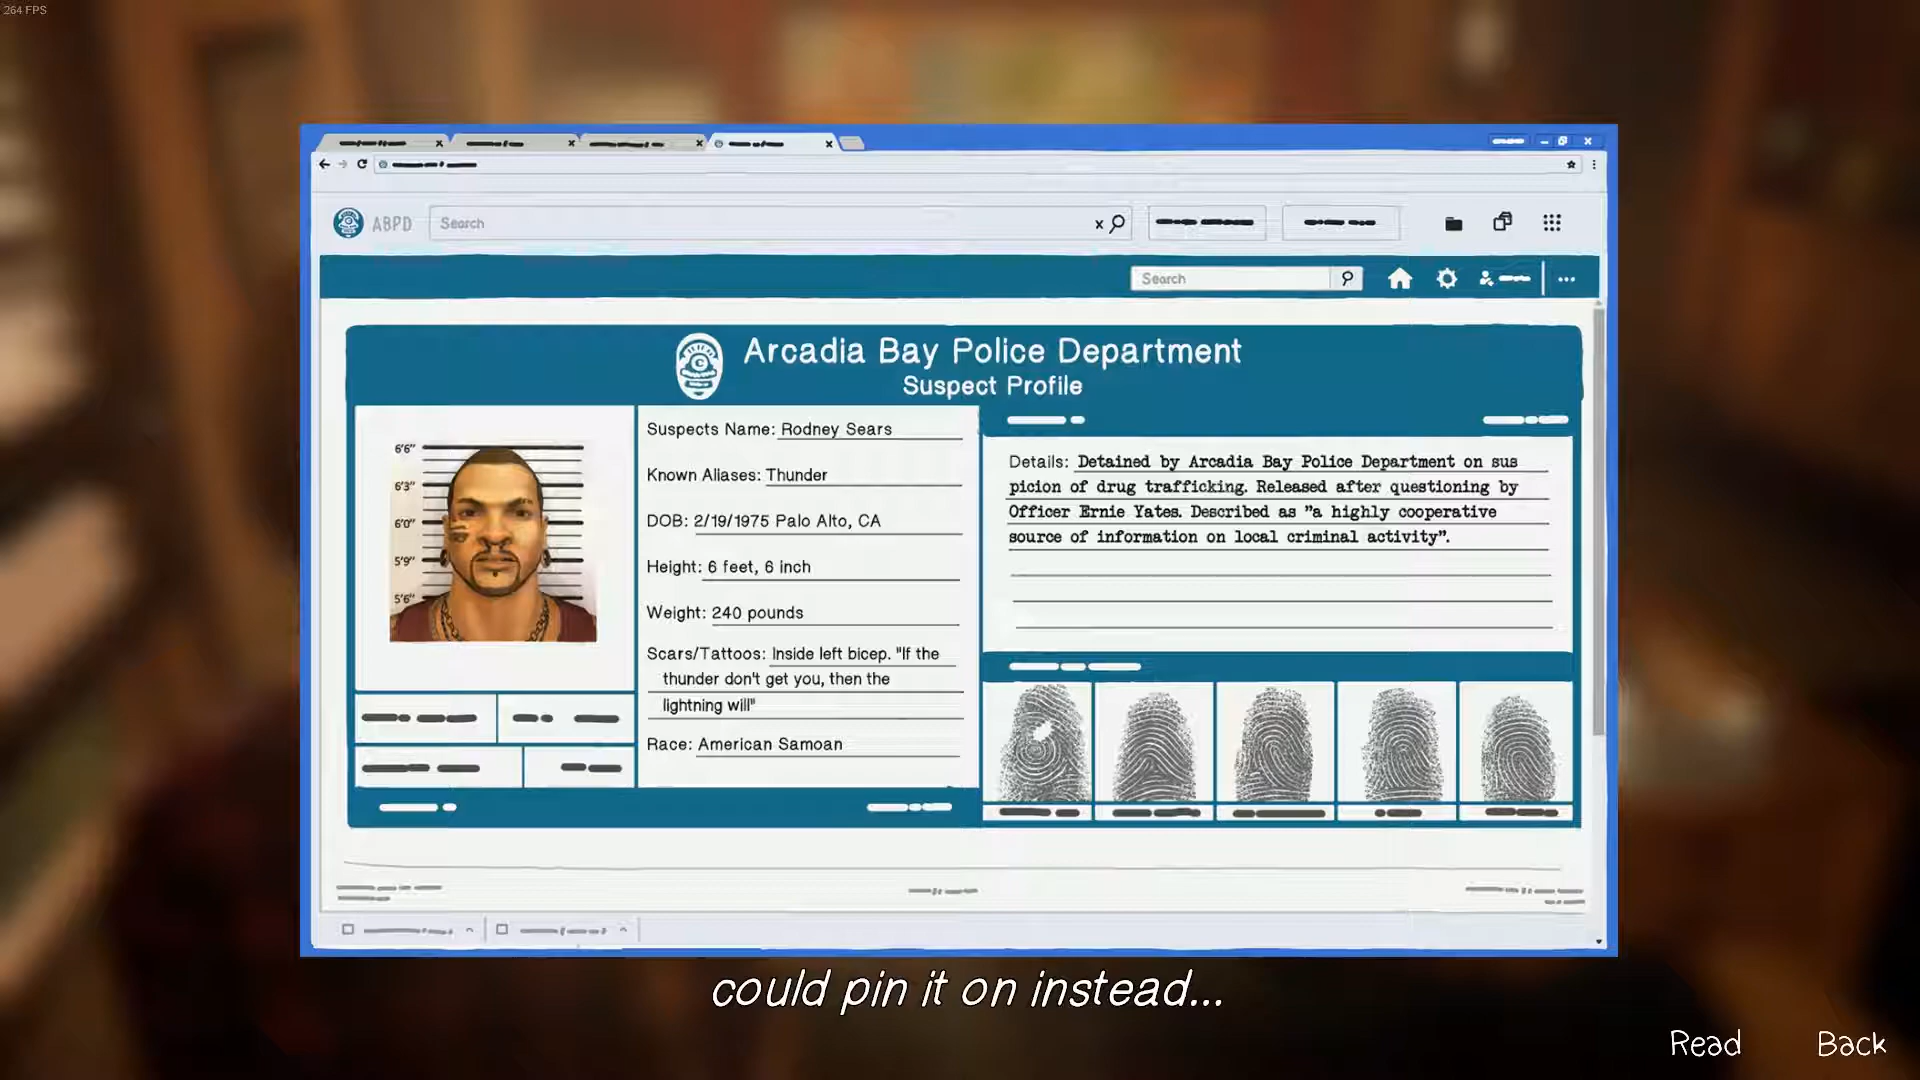 264 FPS
ABPD
Search
Search
Arcadia Bay Police Department
Suspect Profile
6'6"
6'3"
6'0"
5'9"
5'6"
Suspects Name: Rodney Sears
Known Aliases: Thunder
DOB: 2/19/1975 Palo Alto, CA
Height: 6 feet, 6 inch
Weight: 240 pounds
Scars/Tattoos: Inside left bicep. "If the
thunder don't get you, then the
lightning will"
Race: American Samoan
Details: Detained by Arcadia Bay Police Department on sus
picion of drug trafficking. Released after questioning by
Officer Ernie Yates. Described as "a highly cooperative
source of information on local criminal activity".
could pin it on instead...
Read
Back